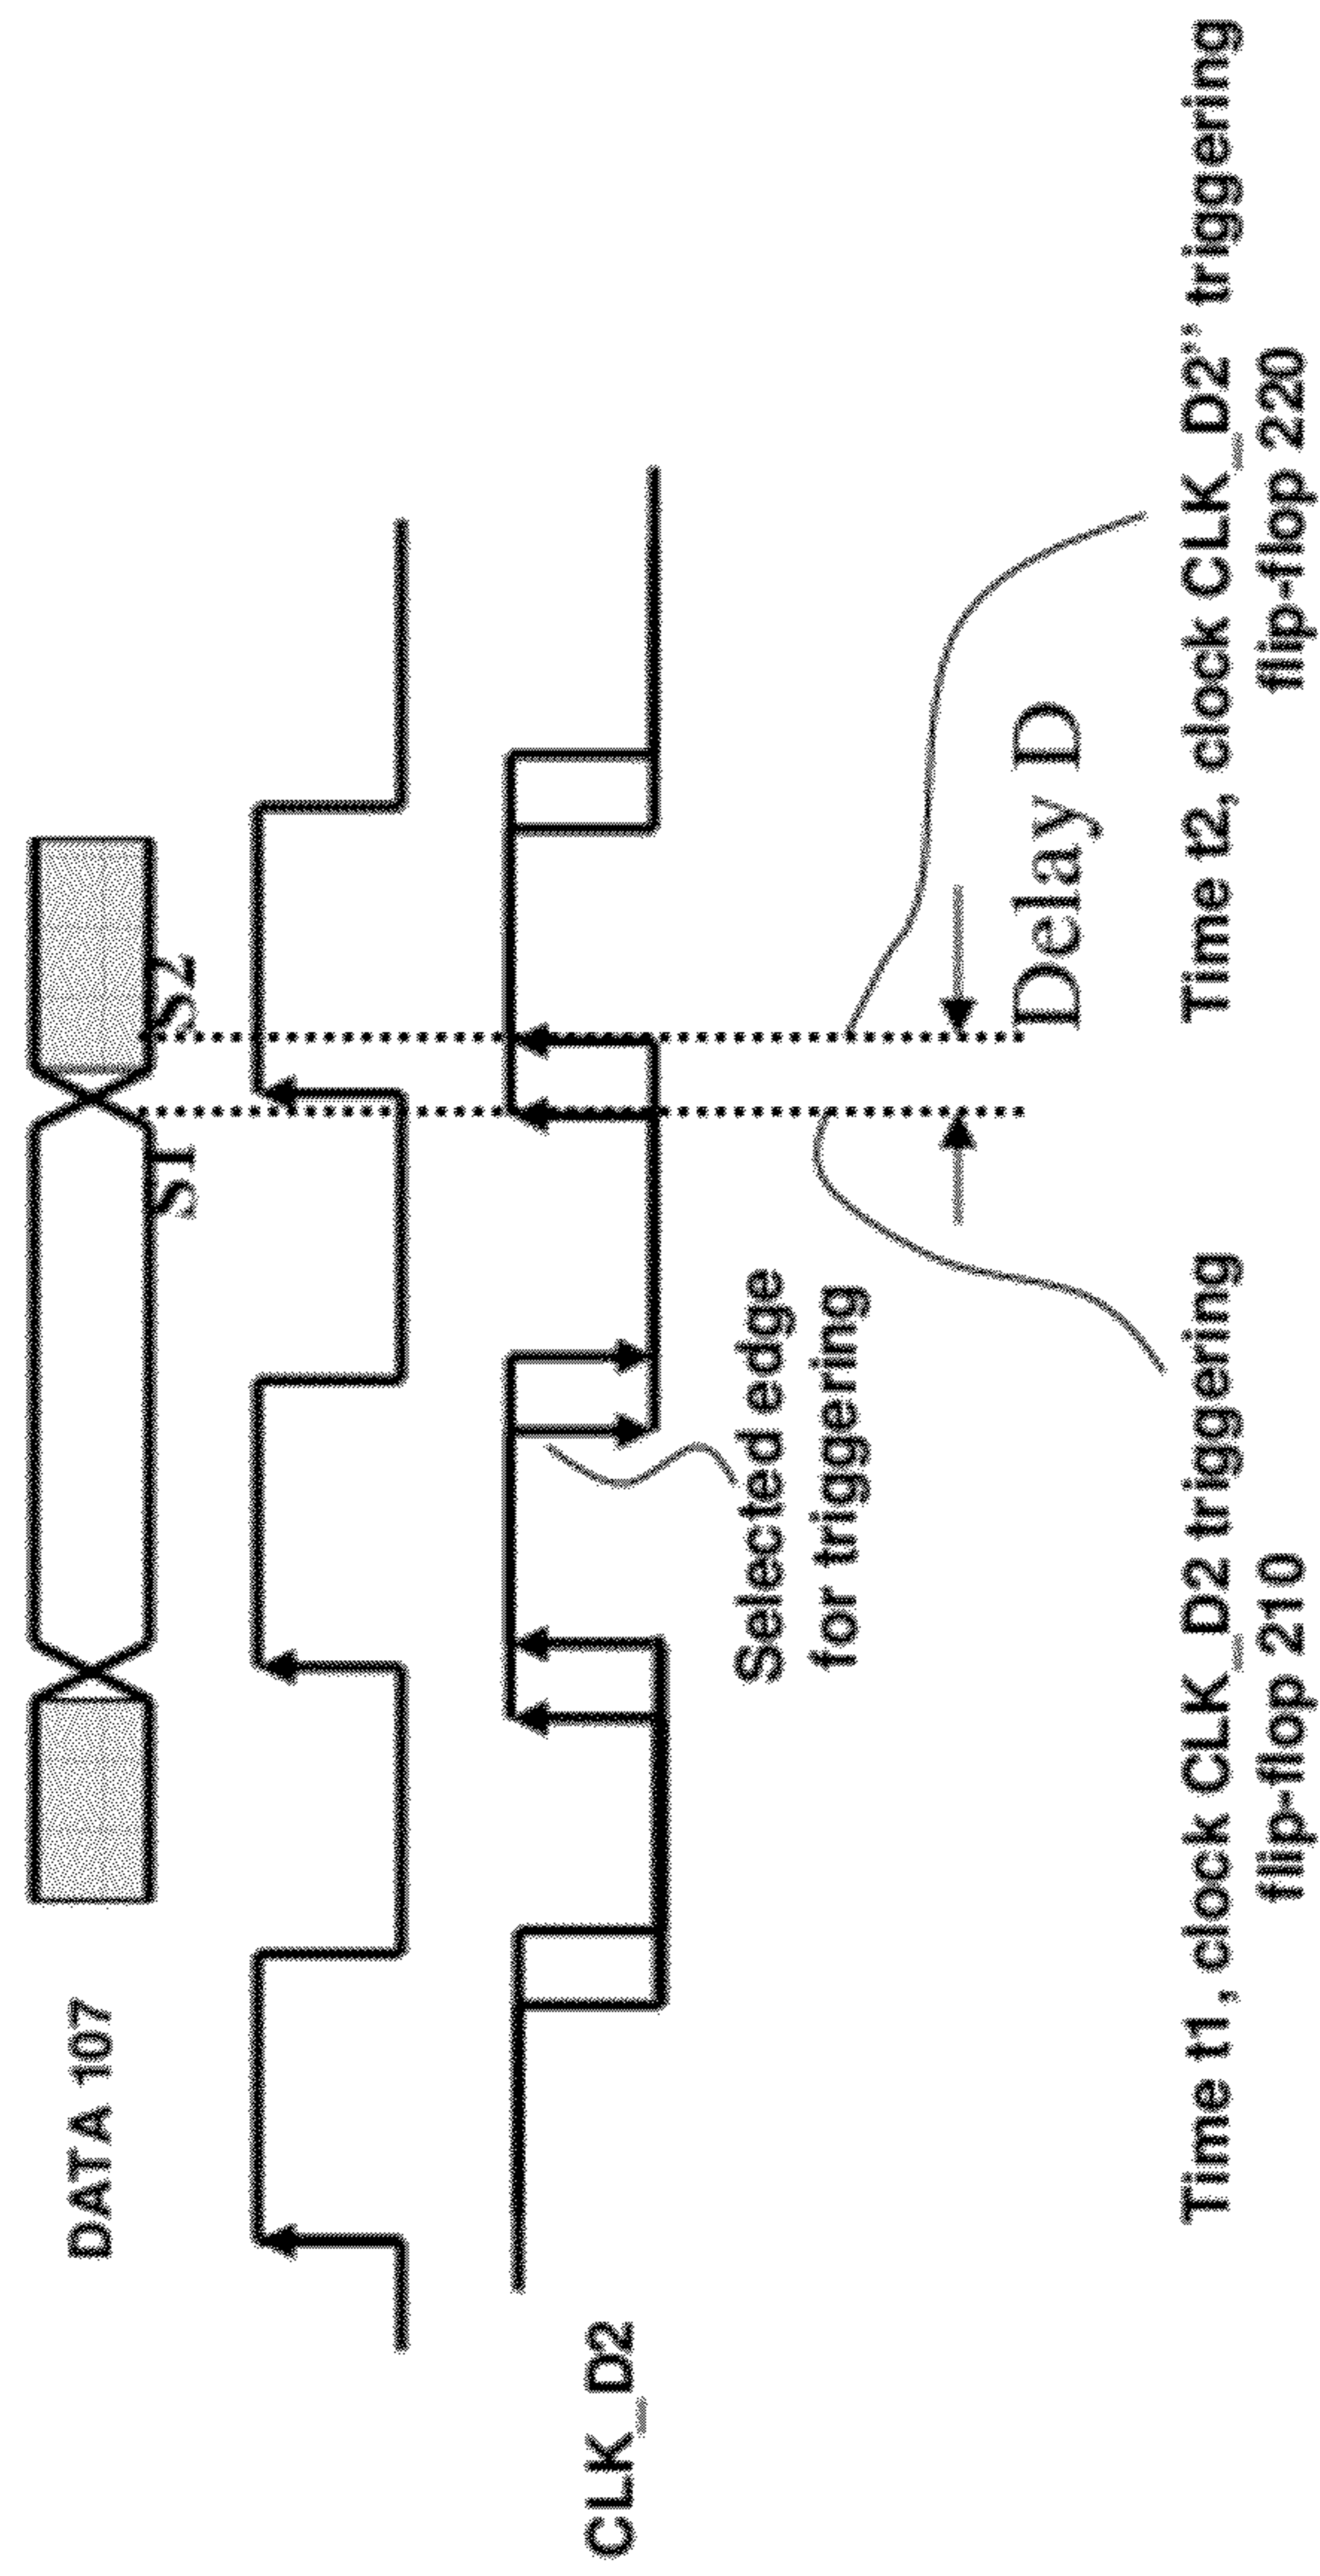 DATA 107
S1
S2
CLK_D2
Selected edge
for triggering
Delay D
Time t1, clock CLK_D2 triggering
flip-flop 210
Time t2, clock CLK_D2'' triggering
flip-flop 220